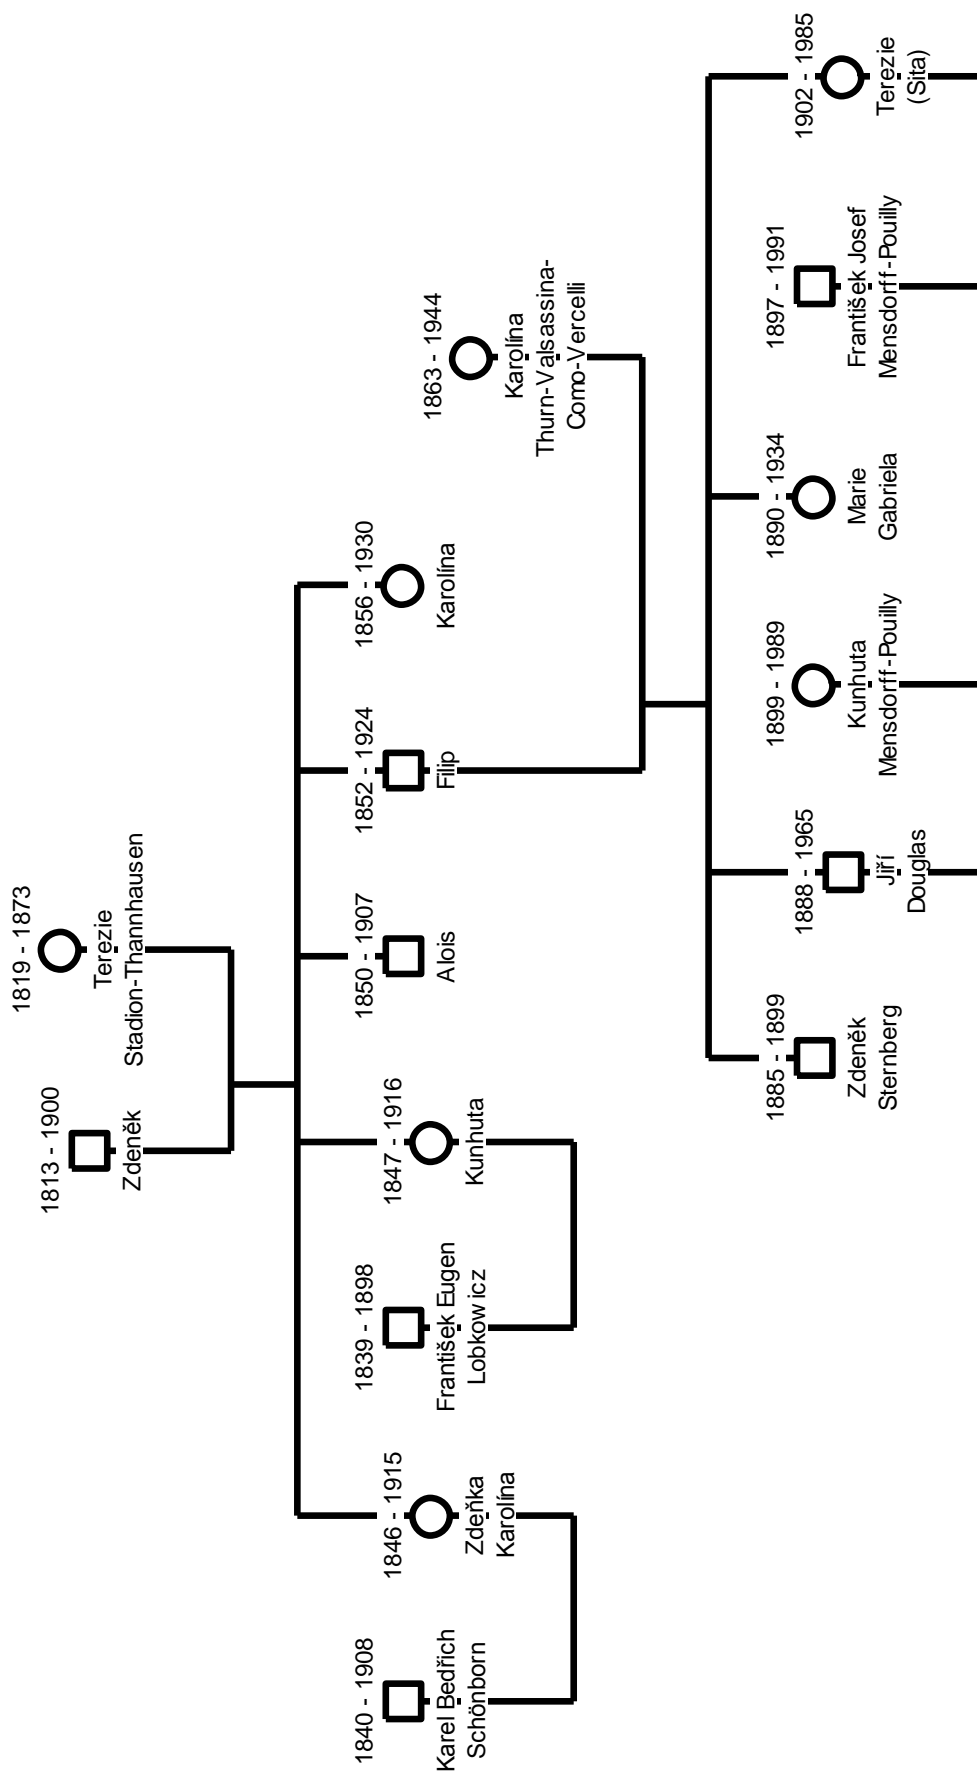 1813 - 1900
Zdeněk
1819 - 1873
Terezie
Stadion-Thannhausen
1840 - 1908
Karel Bedřich
Schönborn
1846 - 1915
Zdeňka
Karolína
1839 - 1898
František Eugen
Lobkowicz
1847 - 1916
Kunhuta
1850 - 1907
Alois
1852 - 1924
Filip
1856 - 1930
Karolína
1863 - 1944
Karolína
Thurn-Valsassina-
Como-Vercelli
1885 - 1899
Zdeněk
Sternberg
1888 - 1965
Jiří
Douglas
1899 - 1989
Kunhuta
Mensdorff-Pouilly
1890 - 1934
Marie
Gabriela
1897 - 1991
František Josef
Mensdorff-Pouilly
1902 - 1985
Terezie
(Sita)